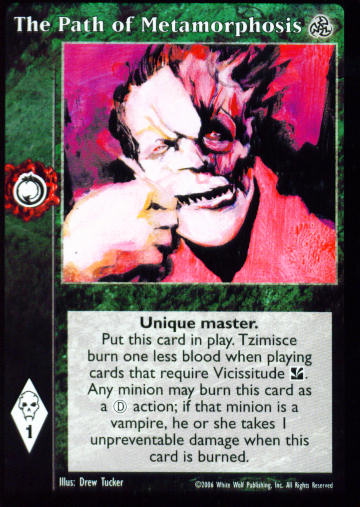 The Path of Metamorphosis
Unique master.
Put this card in play. Tzimisce
burn one less blood when playing
cards that require Vicissitude.
Any minion may burn this card as
a Ⓓ action; if that minion is a
vampire, he or she takes 1
unpreventable damage when this
card is burned.
1
Illus: Drew Tucker
©2006 White Wolf Publishing, Inc. All Rights Reserved